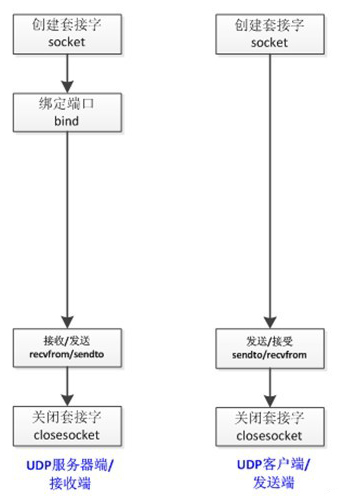 创建套接字
socket
绑定端口
bind
接收/发送
recvfrom/sendto
关闭套接字
closesocket
UDP服务器端/
接收端
创建套接字
socket
发送/接受
sendto/recvfrom
关闭套接字
closesocket
UDP客户端/
发送端